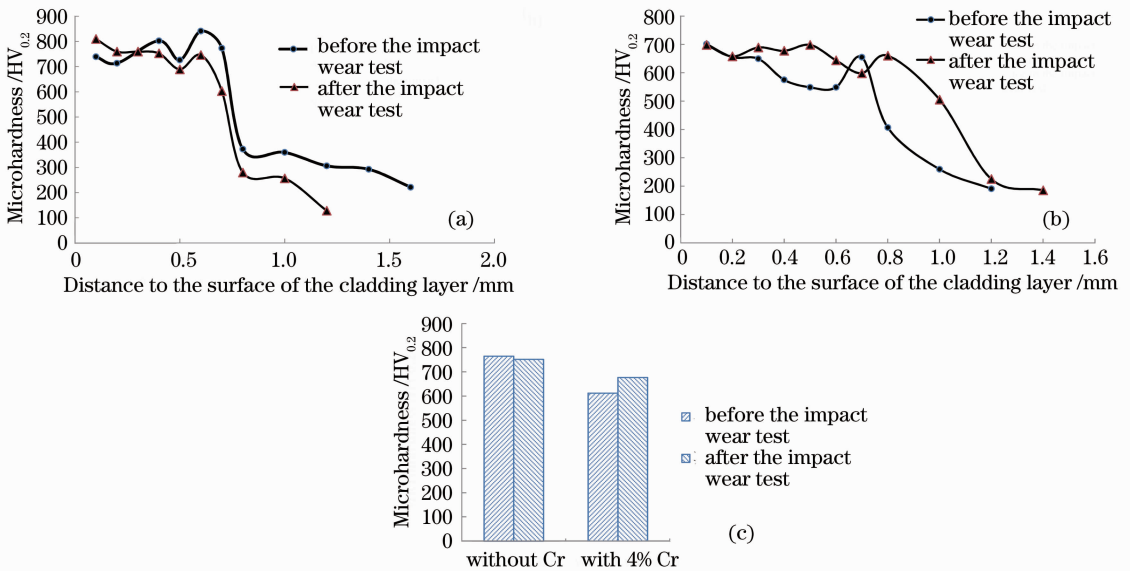 900
800
700
600
500
400
300
200
100
0
Microhardness /HV0.2
0
0.5
1.0
1.5
2.0
Distance to the surface of the cladding layer /mm
before the impact
wear test
after the impact
wear test
(a)
800
700
600
500
400
300
200
100
0
Microhardness /HV0.2
0
0.2
0.4
0.6
0.8
1.0
1.2
1.4
1.6
Distance to the surface of the cladding layer /mm
before the impact
wear test
after the impact
wear test
(b)
900
800
700
600
500
400
300
200
100
0
Microhardness /HV0.2
without Cr
with 4% Cr
before the impact
wear test
after the impact
wear test
(c)